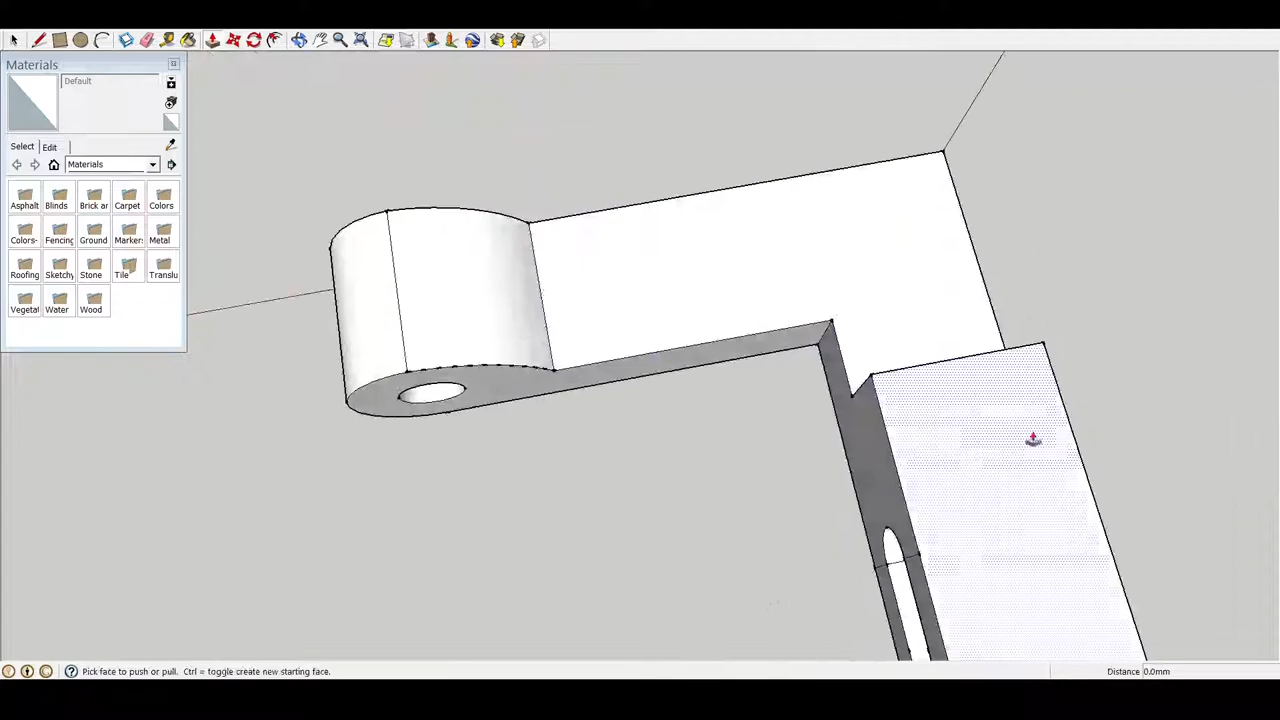 Materials
Default
Select Edit
Materials
Asphalt Blinds Brick ar Carpet Colors
Colors- Fencing Ground Marker Metal
Roofing Sketchy Stone Tile Translu
Vegetat Water Wood
Pick face to push or pull. Ctrl = toggle create new starting face. Distance 0.0mm